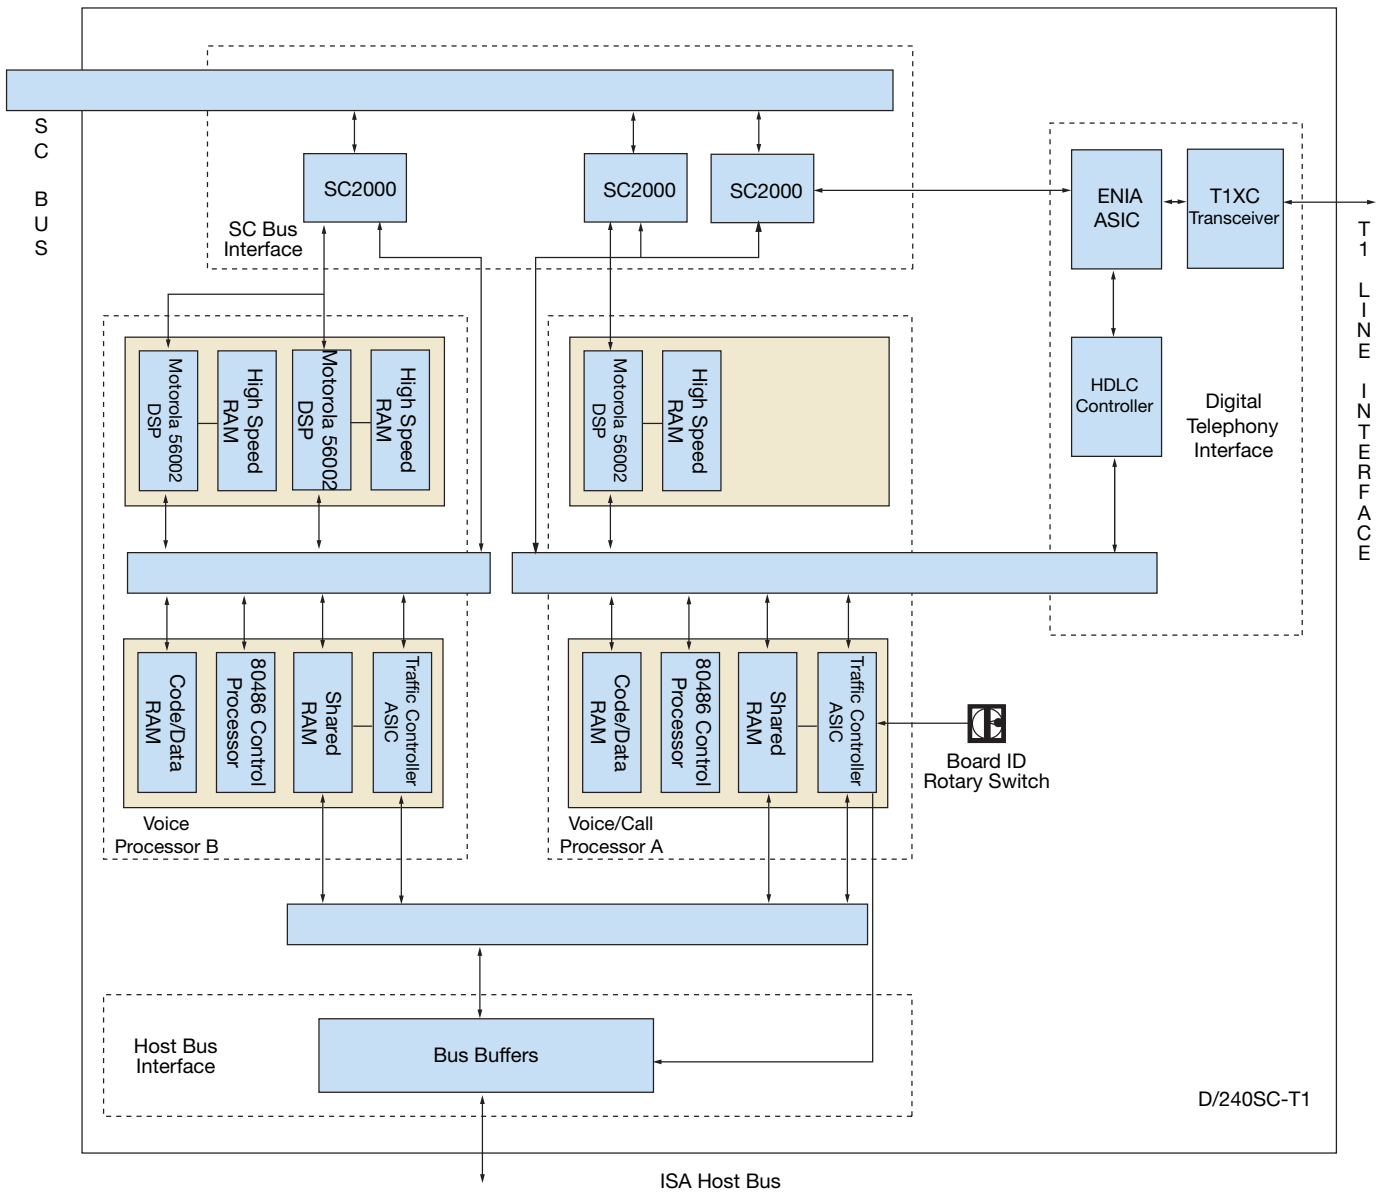 SC BUS
SC2000
SC2000
SC2000
SC Bus
Interface
ENIA
ASIC
T1XC
Transceiver
T1 LINE INTERFACE
HDLC
Controller
Digital
Telephony
Interface
Motorola 56002
DSP
High Speed
RAM
Motorola 56002
DSP
High Speed
RAM
Motorola 56002
DSP
High Speed
RAM
Code/Data
RAM
80486 Control
Processor
Shared
RAM
Traffic Controller
ASIC
Voice
Processor B
Code/Data
RAM
80486 Control
Processor
Shared
RAM
Traffic Controller
ASIC
Voice/Call
Processor A
Board ID
Rotary Switch
Host Bus
Interface
Bus Buffers
D/240SC-T1
ISA Host Bus